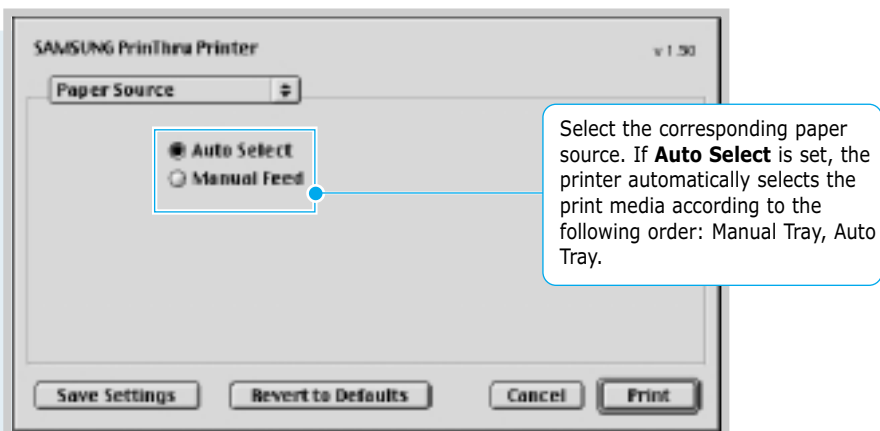 SAMSUNG PrinThru Printer v 1.30
Paper Source
Auto Select
Manual Feed
Select the corresponding paper
source. If Auto Select is set, the
printer automatically selects the
print media according to the
following order: Manual Tray, Auto
Tray.
Save Settings Revert to Defaults Cancel Print